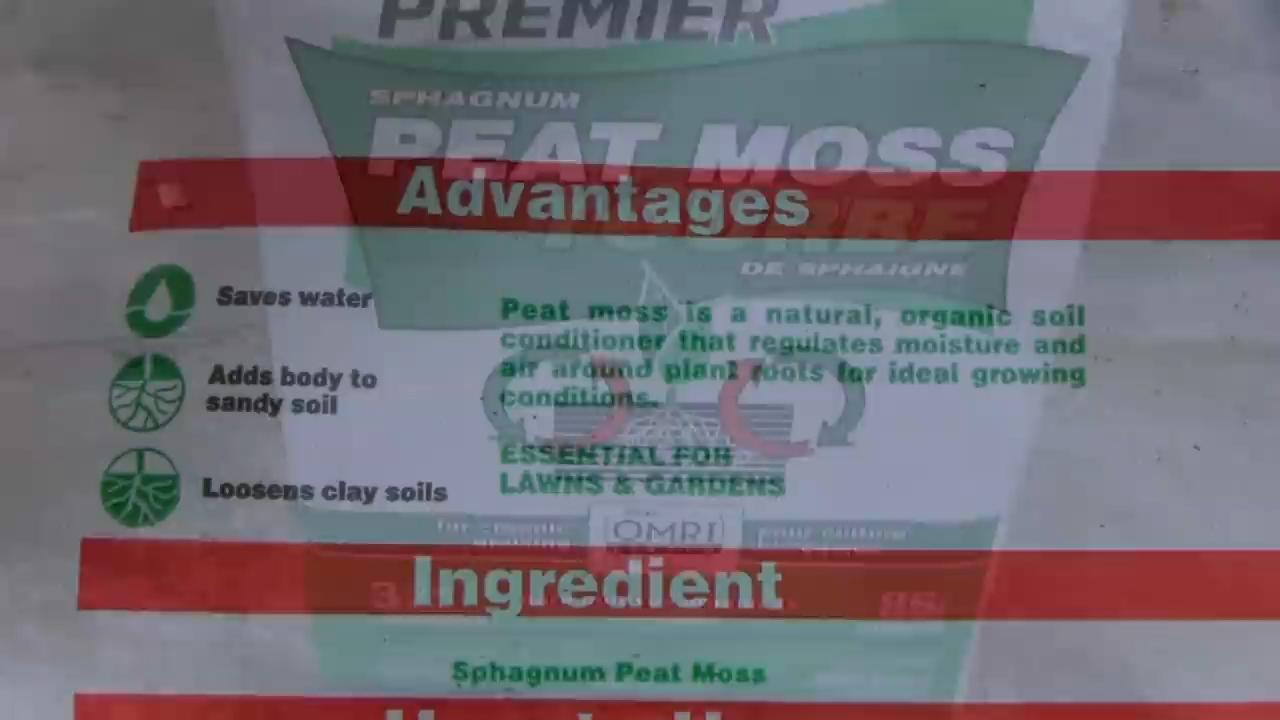 PREMIER
SPHAGNUM
PEAT MOSS
Advantages
DE SPHAIGNE
Saves water
Adds body to
sandy soil
Loosens clay soils
Peat moss is a natural, organic soil
conditioner that regulates moisture and
air around plant roots for ideal growing
conditions.
ESSENTIAL FOR
LAWNS & GARDENS
OMRI
Ingredient
Sphagnum Peat Moss